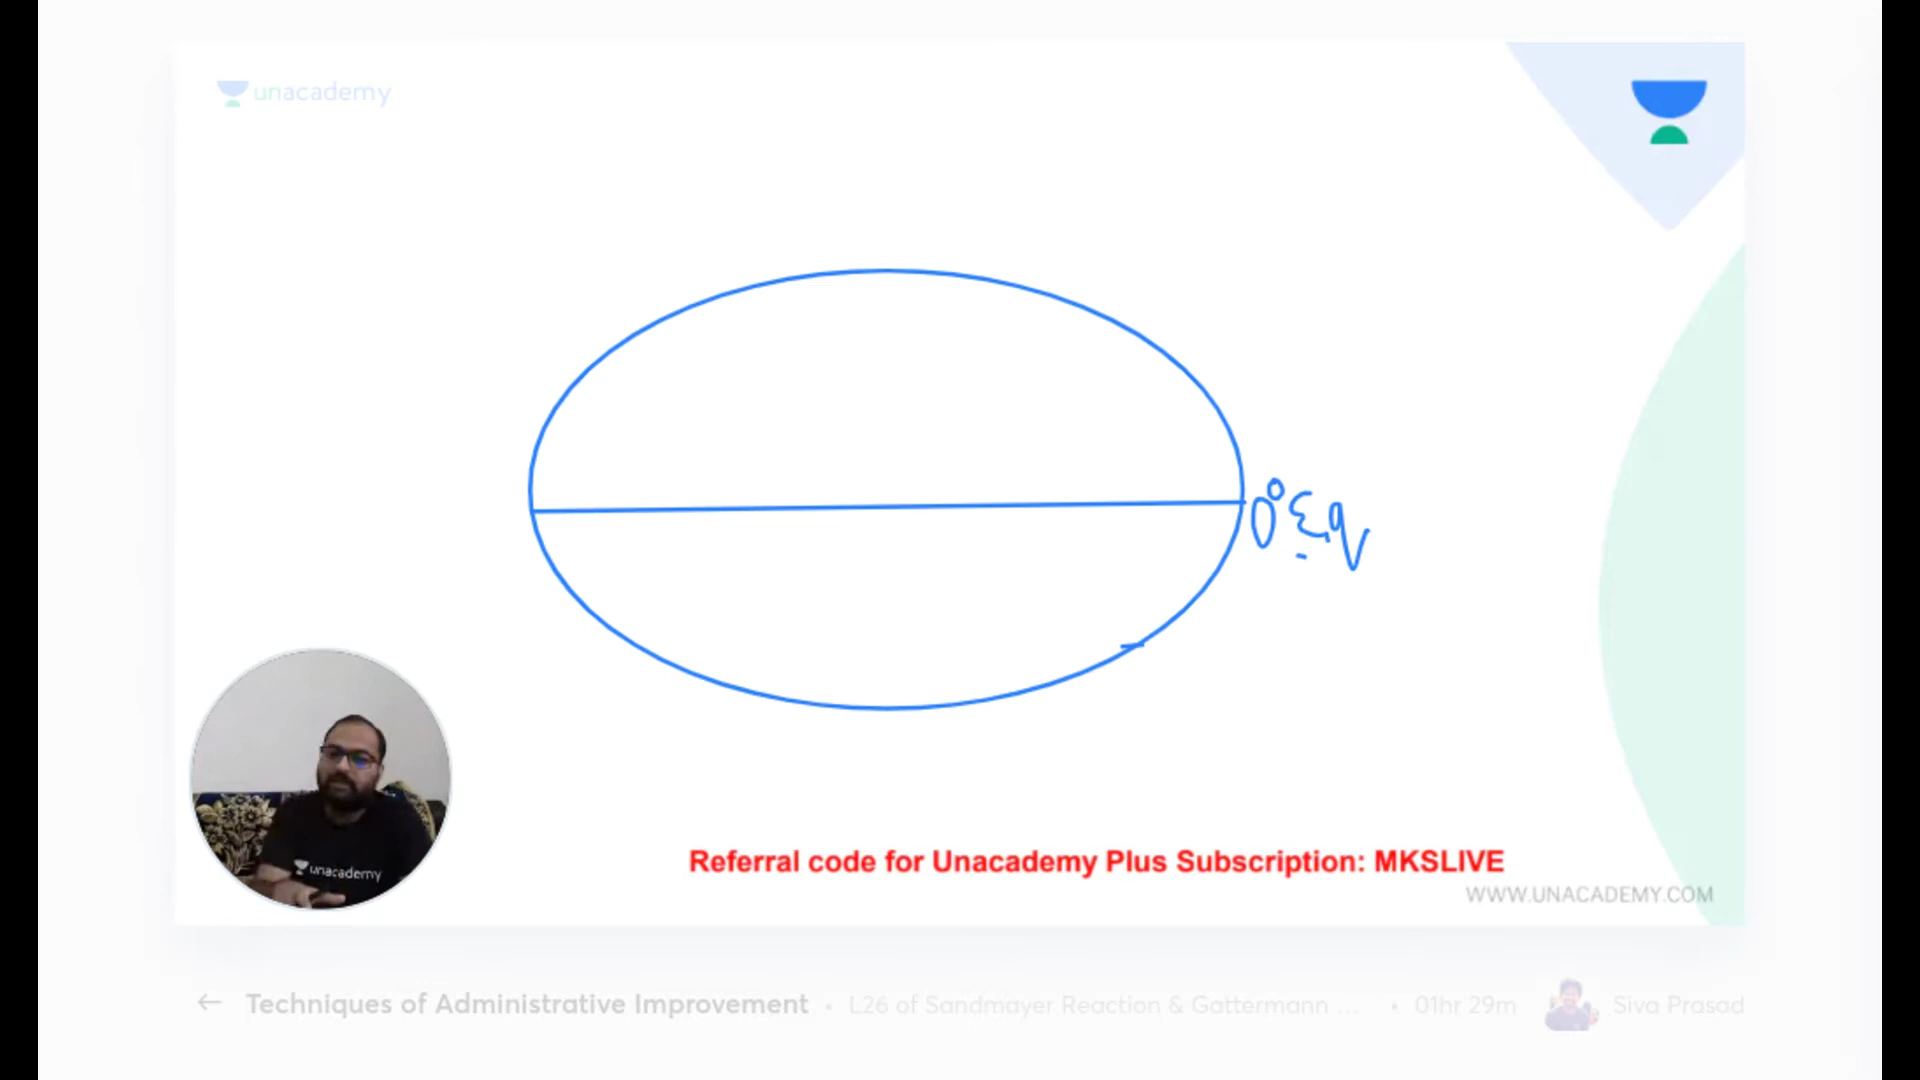 unacademy
0° Eq
unacademy
Referral code for Unacademy Plus Subscription: MKSLIVE
WWW.UNACADEMY.COM
← Techniques of Administrative Improvement • L26 of Sandmayer Reaction & Gattermann ... • 01hr 29m Siva Prasad